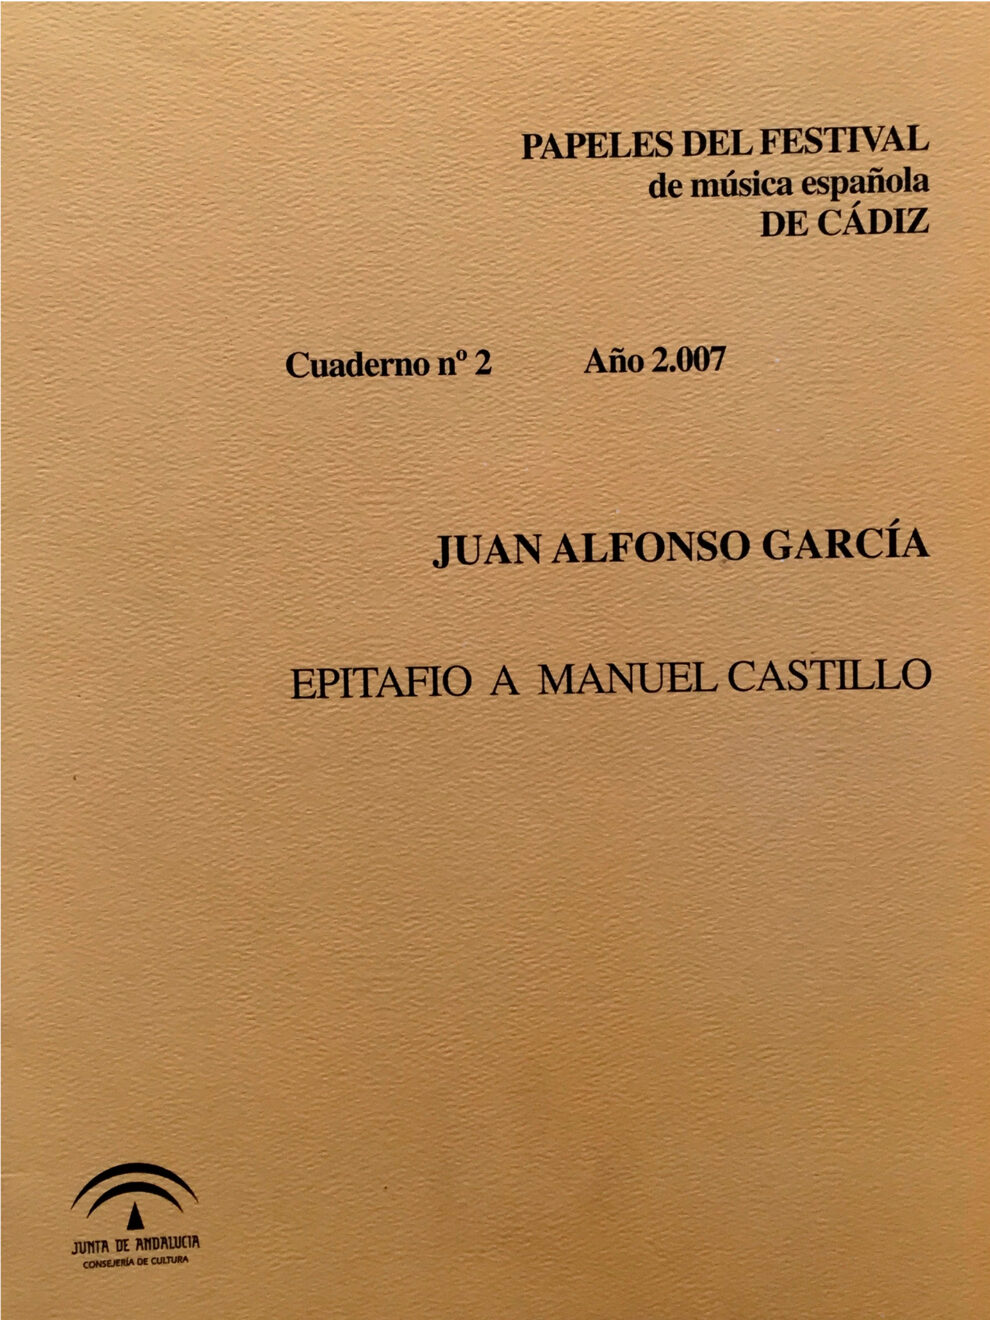 PAPELES DEL FESTIVAL
de música española
DE CÁDIZ
Cuaderno nº 2 Año 2.007
JUAN ALFONSO GARCÍA
EPITAFIO A MANUEL CASTILLO
JUNTA DE ANDALUCIA
CONSEJERÍA DE CULTURA